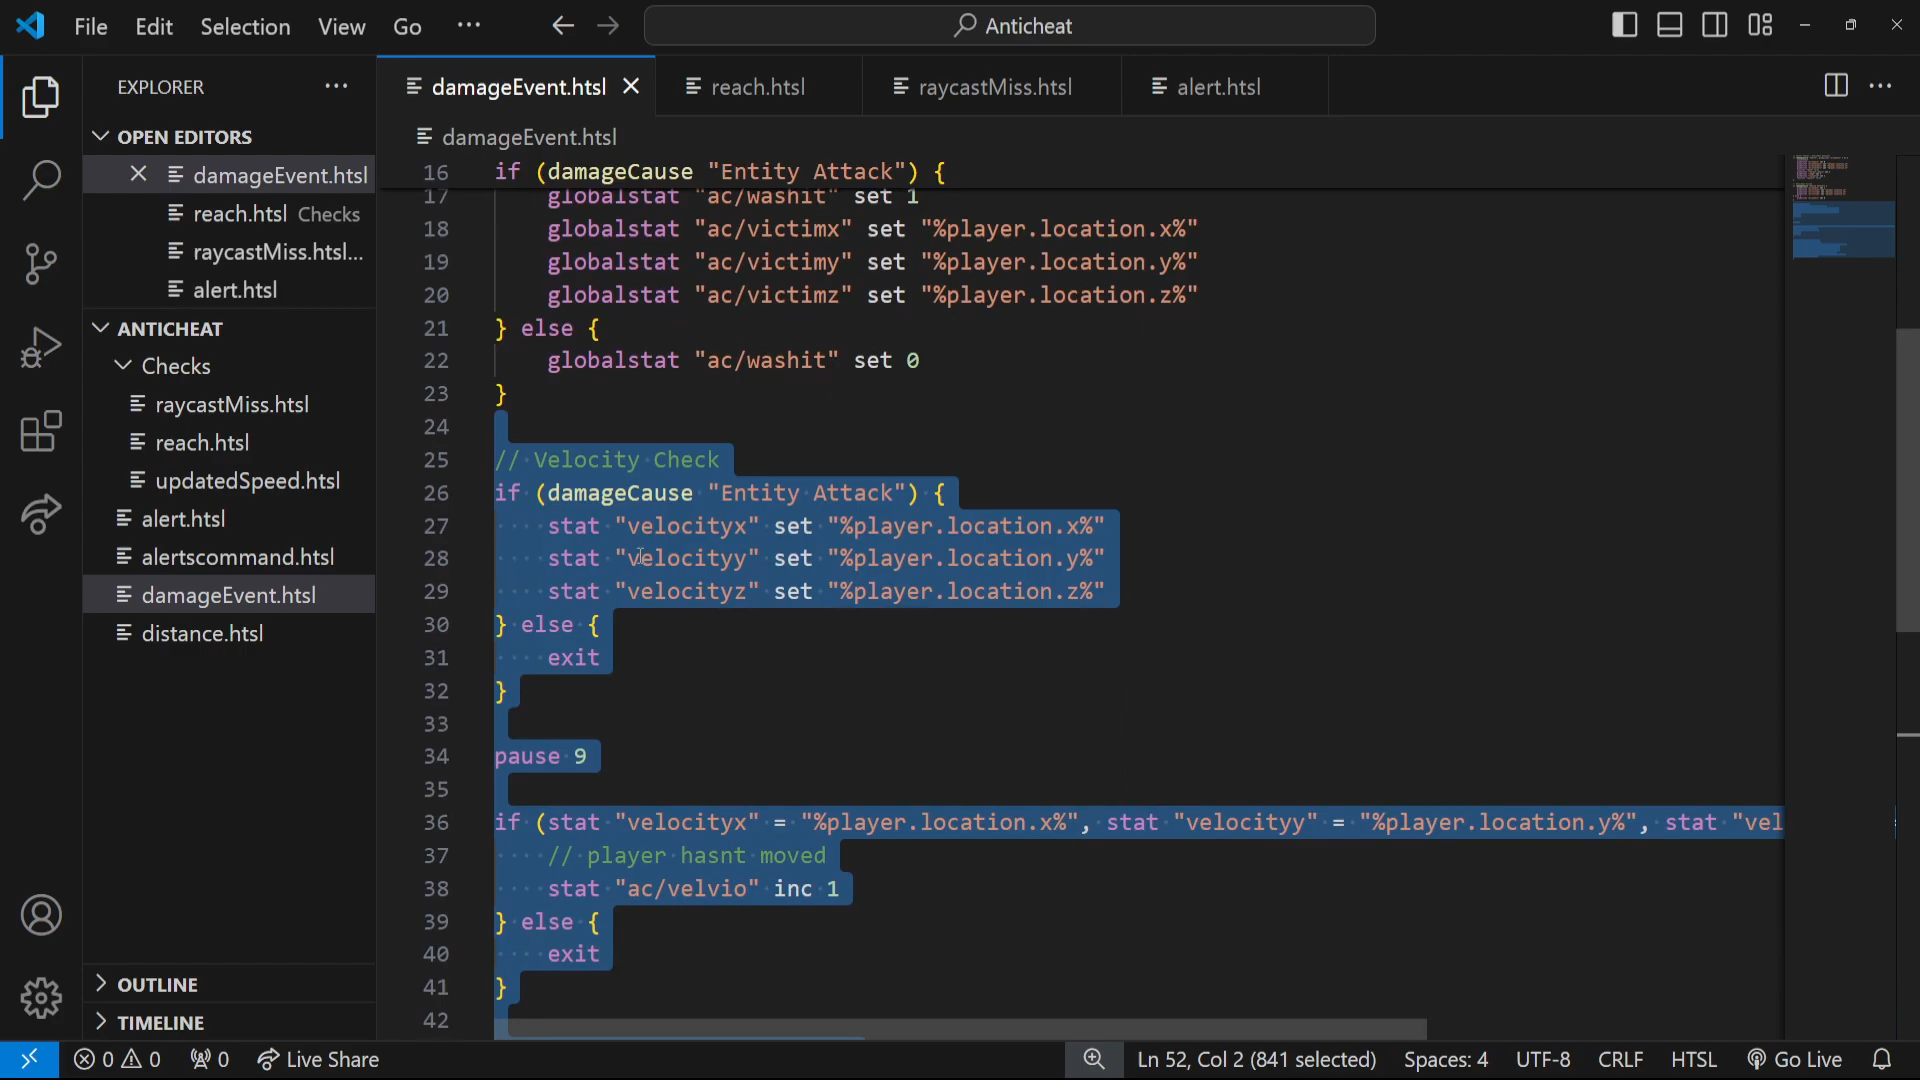 File Edit Selection View Go ··· Anticheat
EXPLORER ···
OPEN EDITORS
damageEvent.htsl
reach.htsl Checks
raycastMiss.htsl...
alert.htsl
ANTICHEAT
Checks
raycastMiss.htsl
reach.htsl
updatedSpeed.htsl
alert.htsl
alertscommand.htsl
damageEvent.htsl
distance.htsl
OUTLINE
TIMELINE
damageEvent.htsl reach.htsl raycastMiss.htsl alert.htsl
damageEvent.htsl
16 if (damageCause "Entity Attack") {
17 globalstat "ac/washit" set 1
18 globalstat "ac/victimx" set "%player.location.x%"
19 globalstat "ac/victimy" set "%player.location.y%"
20 globalstat "ac/victimz" set "%player.location.z%"
21 } else {
22 globalstat "ac/washit" set 0
23 }
24
25 // Velocity Check
26 if (damageCause "Entity Attack") {
27 stat "velocityx" set "%player.location.x%"
28 stat "velocityy" set "%player.location.y%"
29 stat "velocityz" set "%player.location.z%"
30 } else {
31 exit
32 }
33
34 pause 9
35
36 if (stat "velocityx" = "%player.location.x%", stat "velocityy" = "%player.location.y%", stat "vel
37 // player hasnt moved
38 stat "ac/velvio" inc 1
39 } else {
40 exit
41 }
42
0 0 0 Live Share Ln 52, Col 2 (841 selected) Spaces: 4 UTF-8 CRLF HTSL Go Live